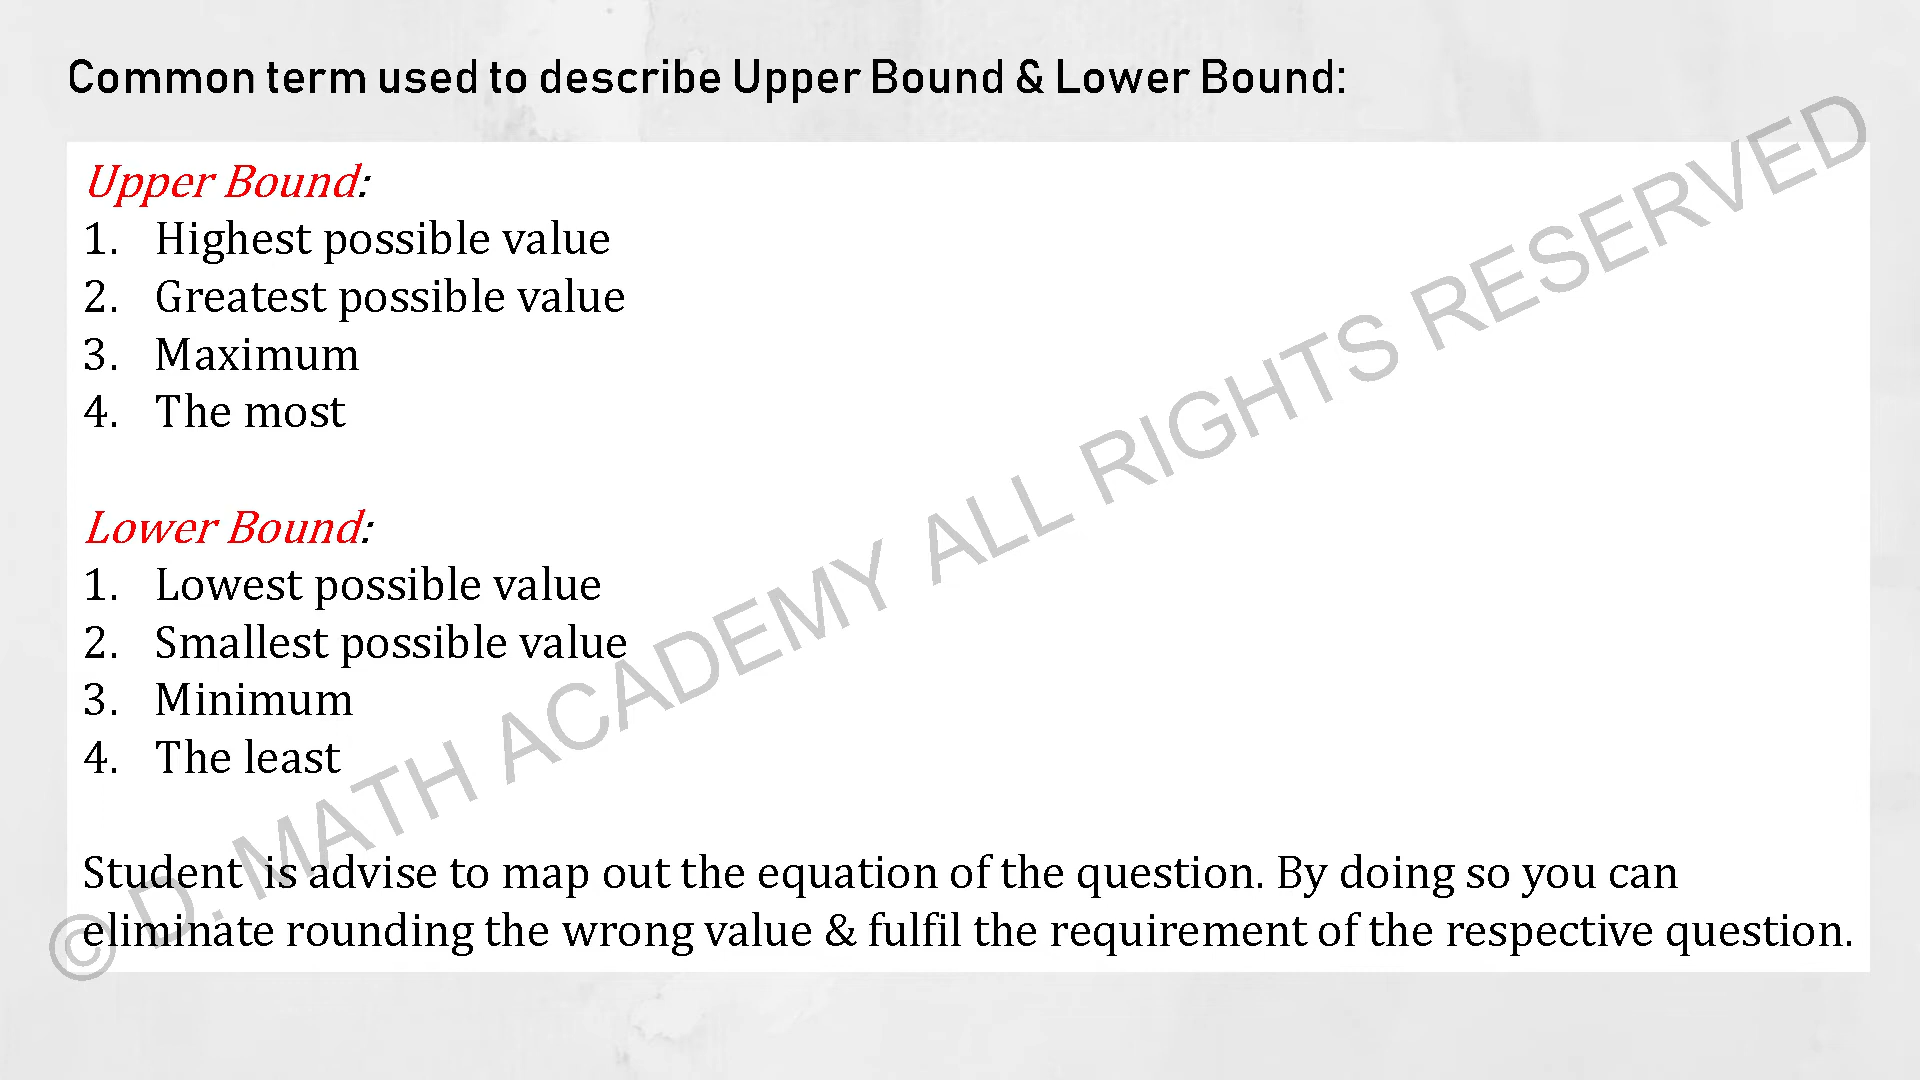 Common term used to describe Upper Bound & Lower Bound:
Upper Bound:
1. Highest possible value
2. Greatest possible value
3. Maximum
4. The most
Lower Bound:
1. Lowest possible value
2. Smallest possible value
3. Minimum
4. The least
Student is advise to map out the equation of the question. By doing so you can
eliminate rounding the wrong value & fulfil the requirement of the respective question.
© D. MATH ACADEMY ALL RIGHTS RESERVED